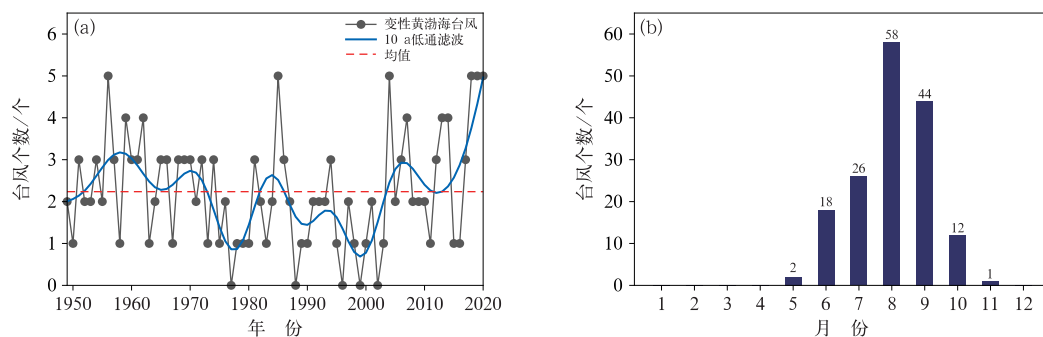 (a)
变性黄渤海台风
10 a低通滤波
均值
台风个数/个
6
5
4
3
2
1
0
1950 1960 1970 1980 1990 2000 2010 2020
年 份
(b)
台风个数/个
60
50
40
30
20
10
0
2 18 26 58 44 12 1
1 2 3 4 5 6 7 8 9 10 11 12
月 份